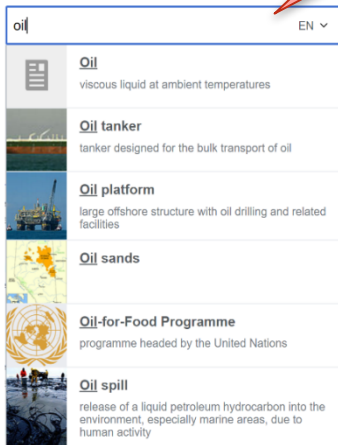 oil
EN
Oil
viscous liquid at ambient temperatures
Oil tanker
tanker designed for the bulk transport of oil
Oil platform
large offshore structure with oil drilling and related
facilities
Oil sands
Oil-for-Food Programme
programme headed by the United Nations
Oil spill
release of a liquid petroleum hydrocarbon into the
environment, especially marine areas, due to
human activity